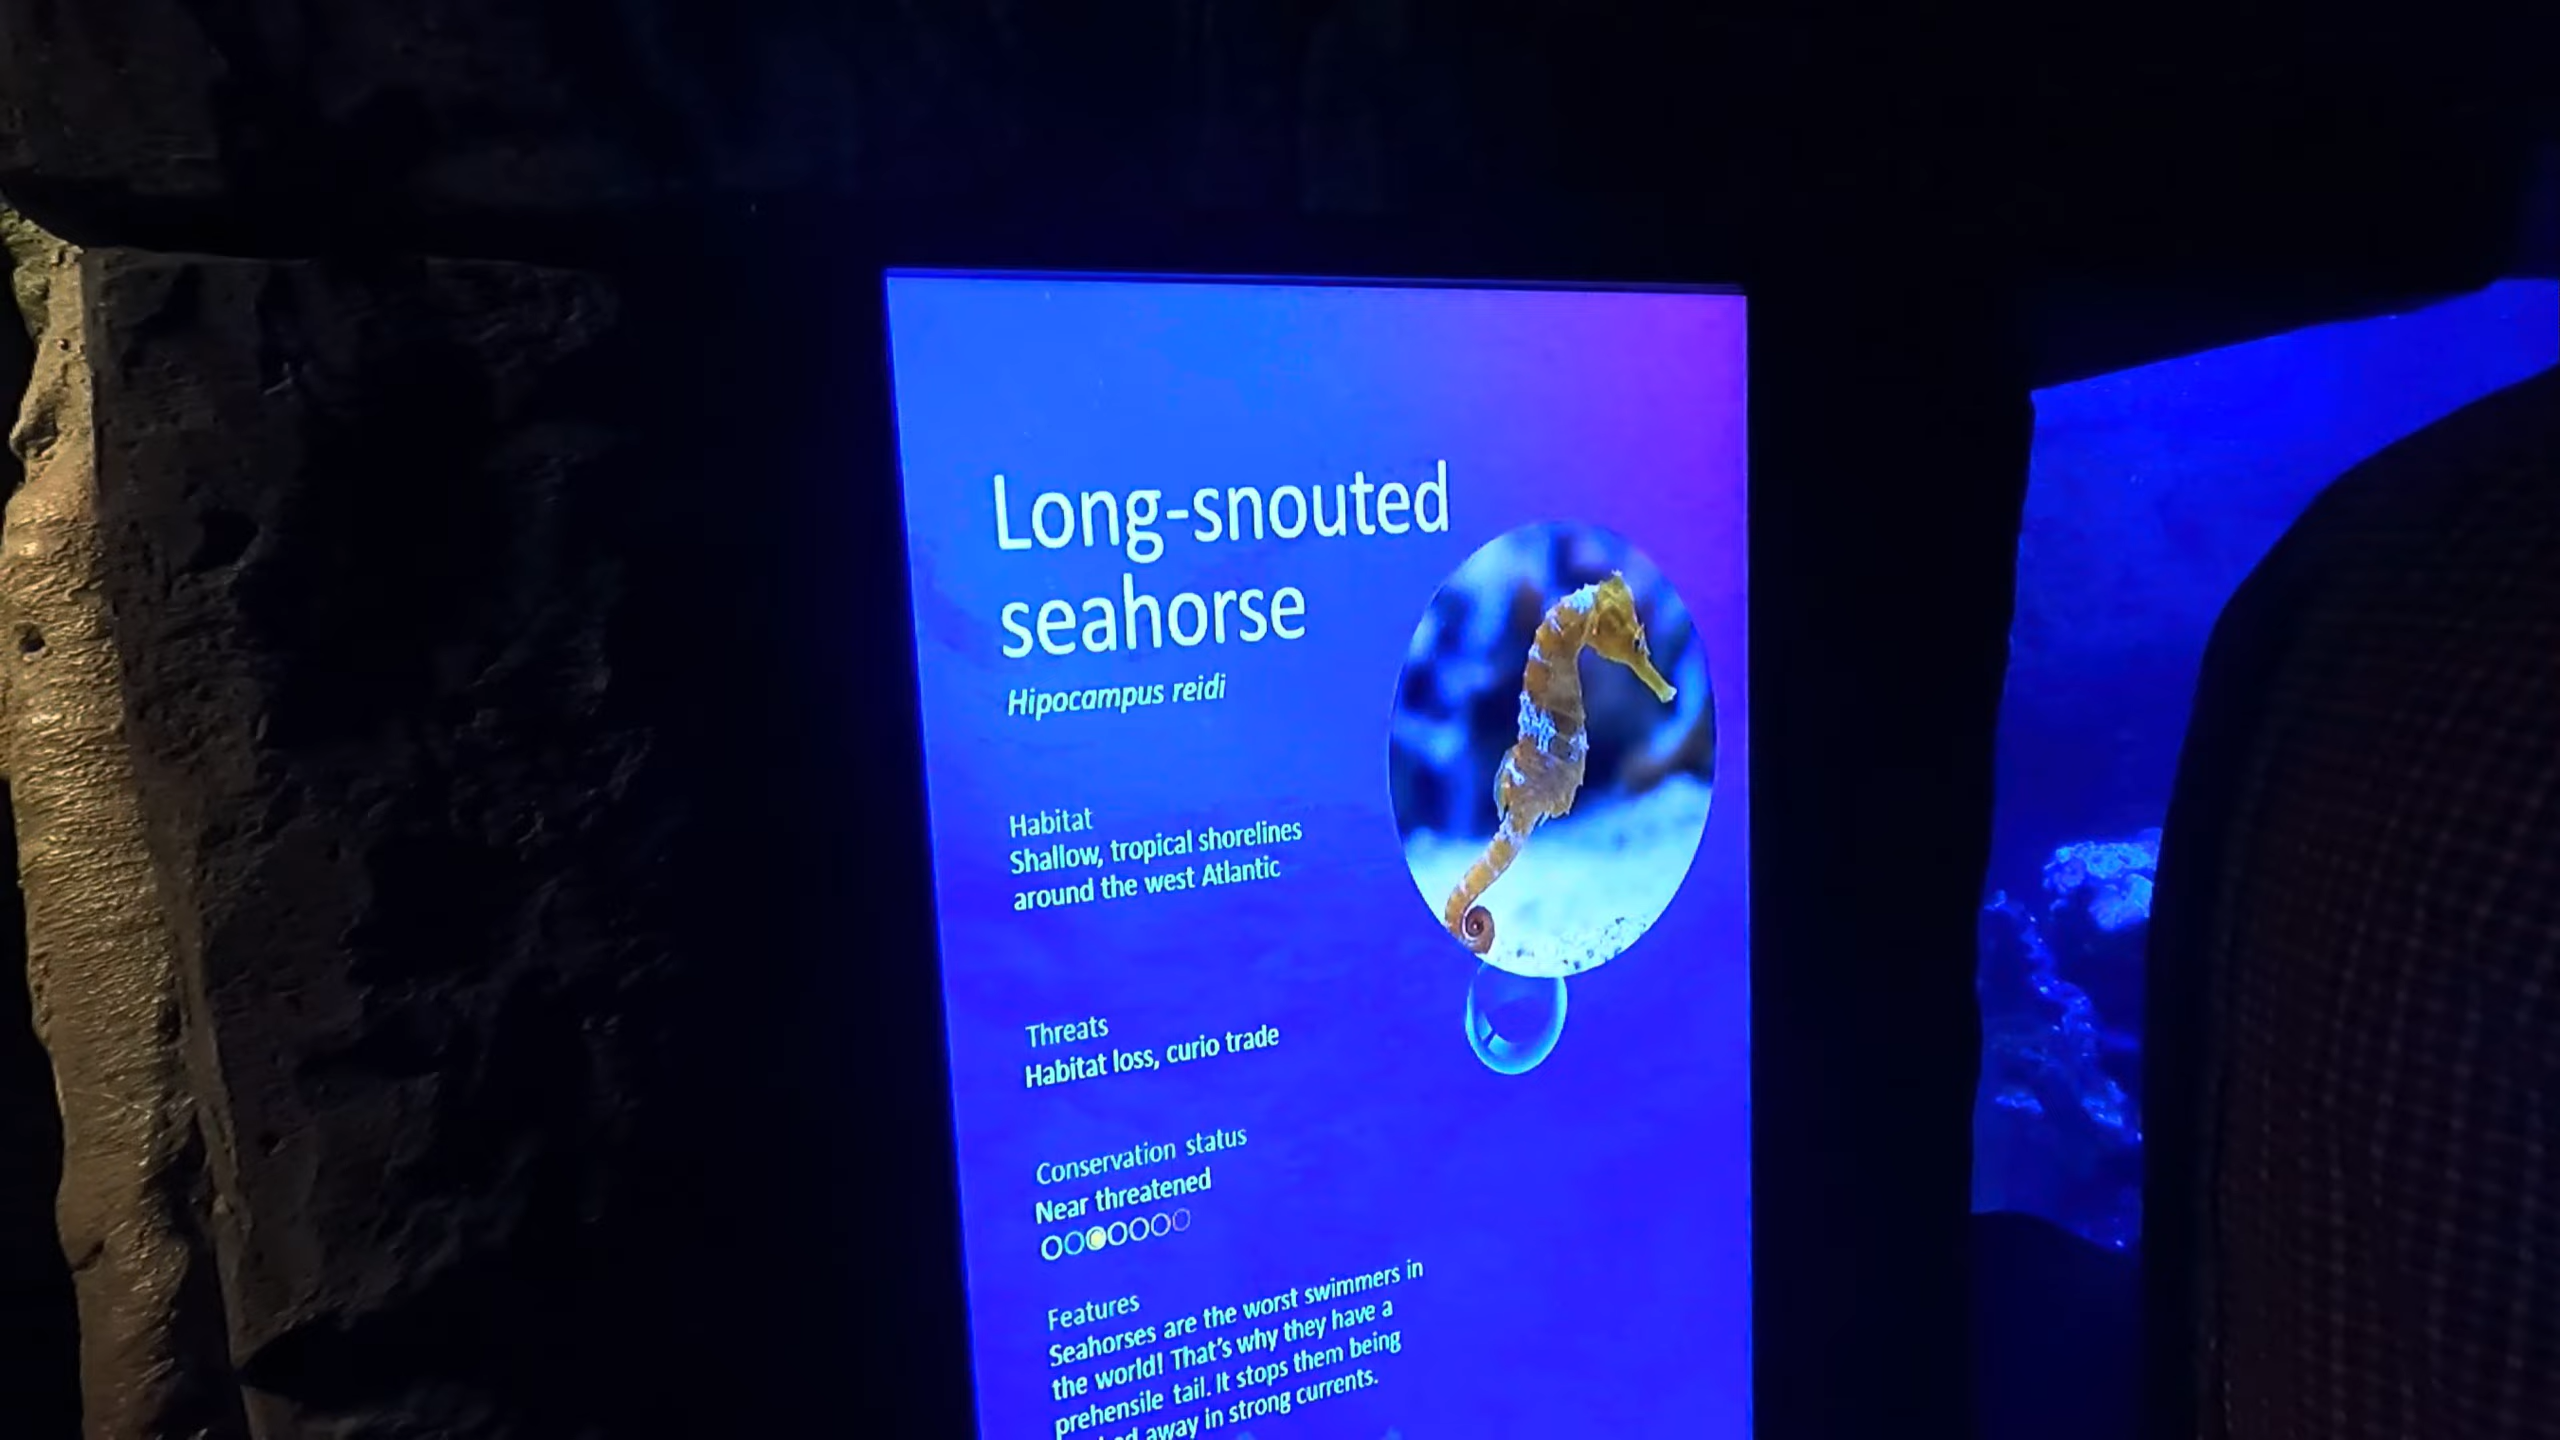 Long-snouted
seahorse
Hipocampus reidi
Habitat
Shallow, tropical shorelines
around the west Atlantic
Threats
Habitat loss, curio trade
Conservation status
Near threatened
Features
Seahorses are the worst swimmers in
the world! That's why they have a
prehensile tail. It stops them being
away in strong currents.